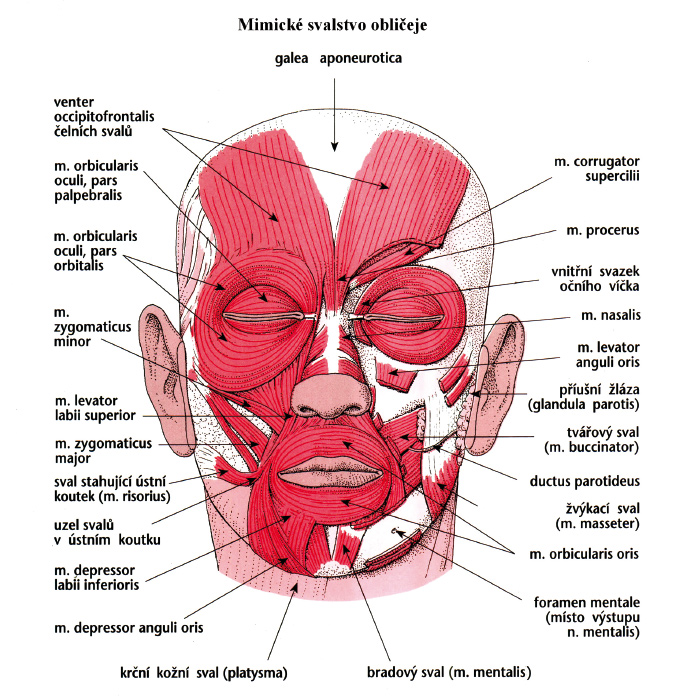 Mimické svalstvo obličeje
galea aponeurotica
venter
occipitofrontalis
čelních svalů
m. orbicularis
oculi, pars
palpebralis
m. orbicularis
oculi, pars
orbitalis
m.
zygomaticus
minor
m. levator
labii superior
m. zygomaticus
major
sval stahující ústní
koutek (m. risorius)
uzel svalů
v ústním koutku
m. depressor
labii inferioris
m. depressor anguli oris
krční kožní sval (platysma)
m. corrugator
supercilii
m. procerus
vnitřní svazek
očního víčka
m. nasalis
m. levator
anguli oris
příušní žláza
(glandula parotis)
tvářový sval
(m. buccinator)
ductus parotideus
žvýkací sval
(m. masseter)
m. orbicularis oris
foramen mentale
(místo výstupu
n. mentalis)
bradový sval (m. mentalis)